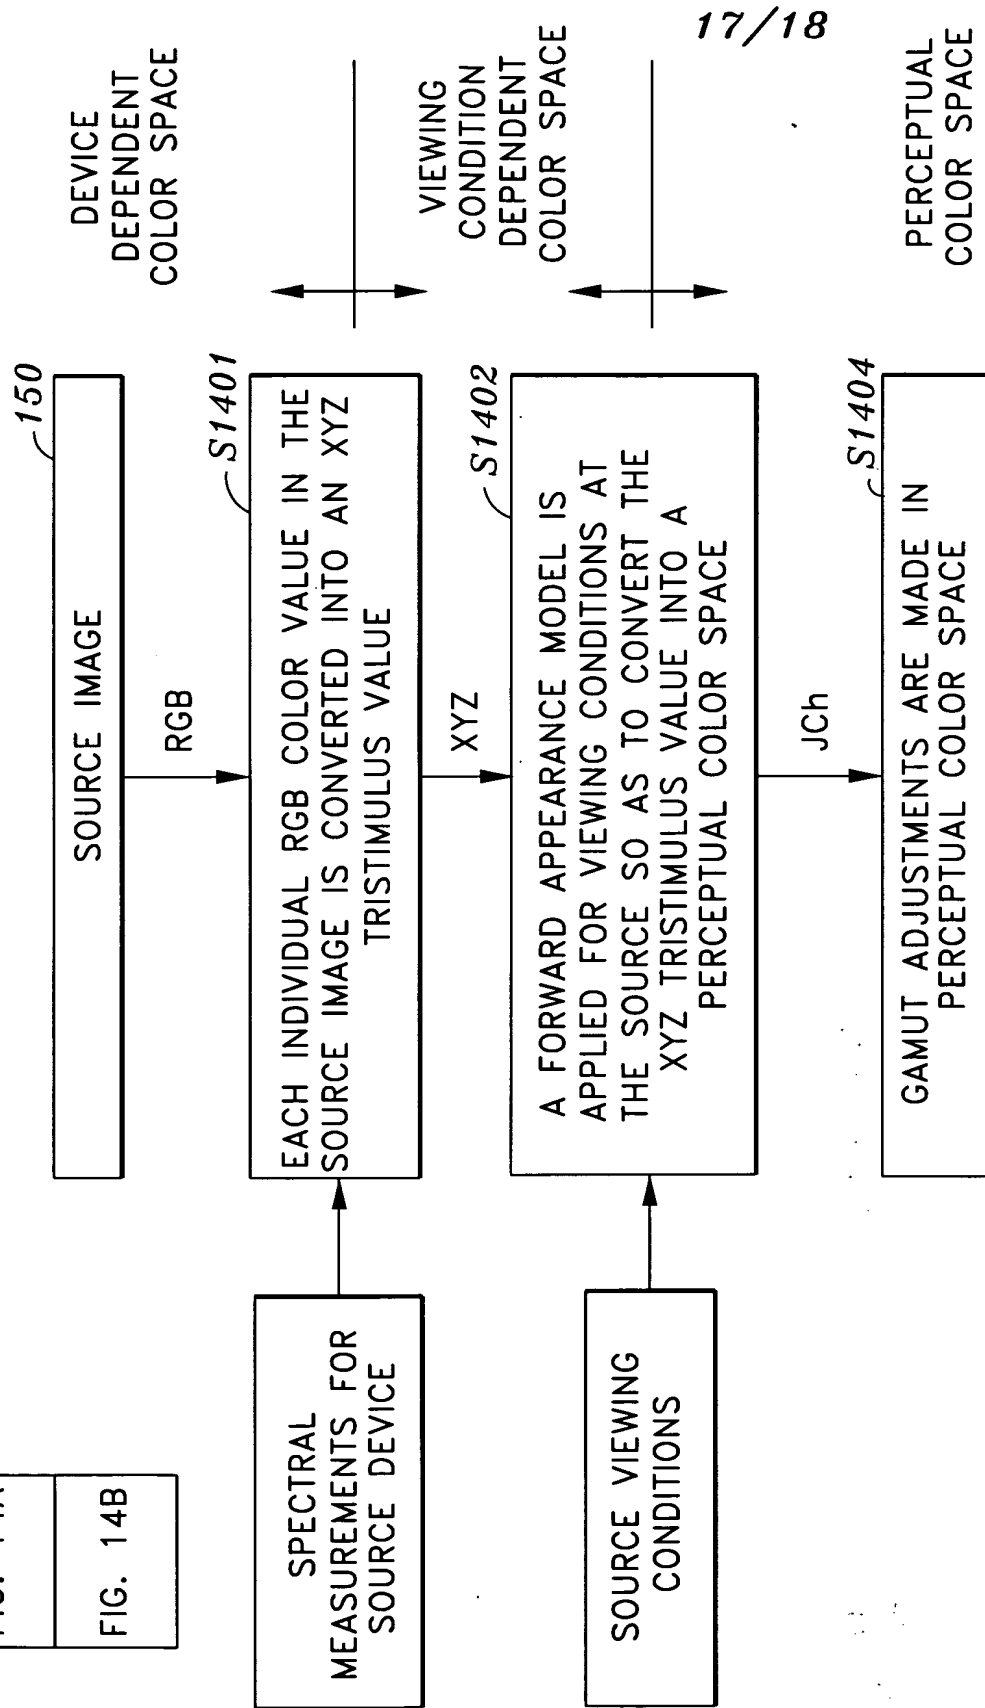 17/18
FIG. 14A
FIG. 14B
SOURCE IMAGE
150
DEVICE
DEPENDENT
COLOR SPACE
RGB
SPECTRAL
MEASUREMENTS FOR
SOURCE DEVICE
EACH INDIVIDUAL RGB COLOR VALUE IN THE
SOURCE IMAGE IS CONVERTED INTO AN XYZ
TRISTIMULUS VALUE
S1401
XYZ
VIEWING
CONDITION
DEPENDENT
COLOR SPACE
SOURCE VIEWING
CONDITIONS
A FORWARD APPEARANCE MODEL IS
APPLIED FOR VIEWING CONDITIONS AT
THE SOURCE SO AS TO CONVERT THE
XYZ TRISTIMULUS VALUE INTO A
PERCEPTUAL COLOR SPACE
S1402
JCh
GAMUT ADJUSTMENTS ARE MADE IN
PERCEPTUAL COLOR SPACE
S1404
PERCEPTUAL
COLOR SPACE